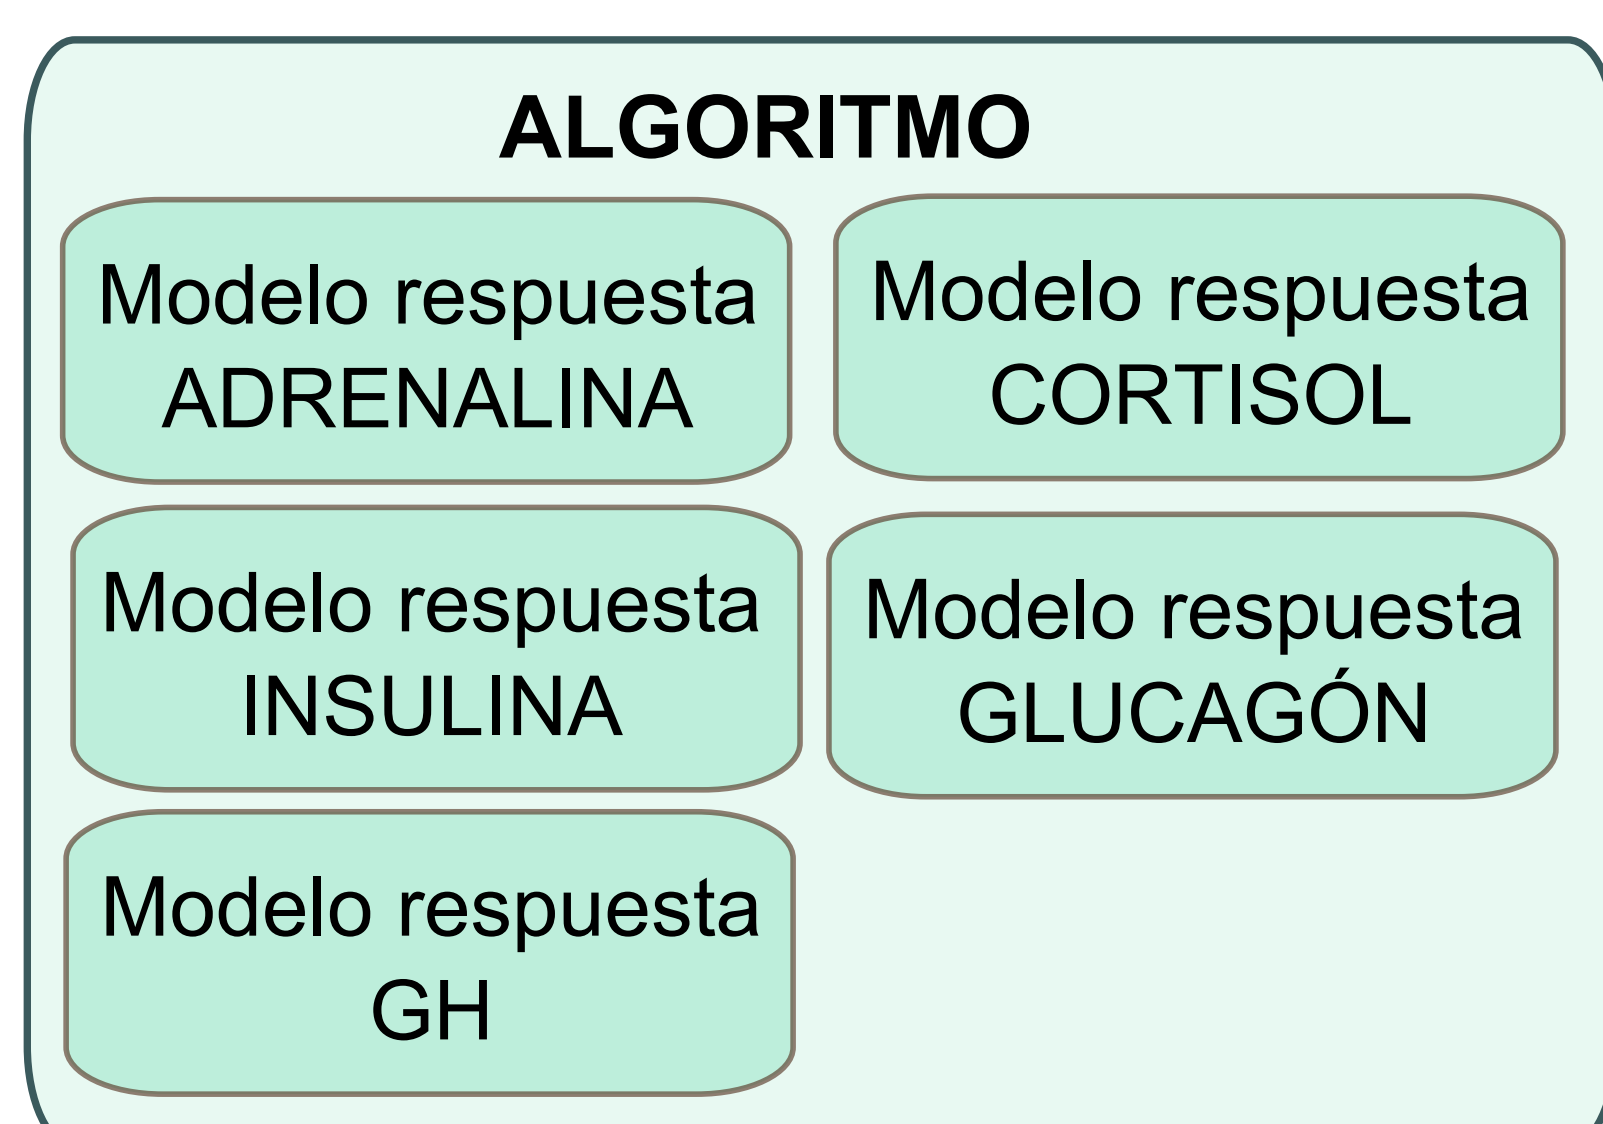 ALGORITMO
Modelo respuesta
ADRENALINA
Modelo respuesta
CORTISOL
Modelo respuesta
INSULINA
Modelo respuesta
GLUCAGÓN
Modelo respuesta
GH